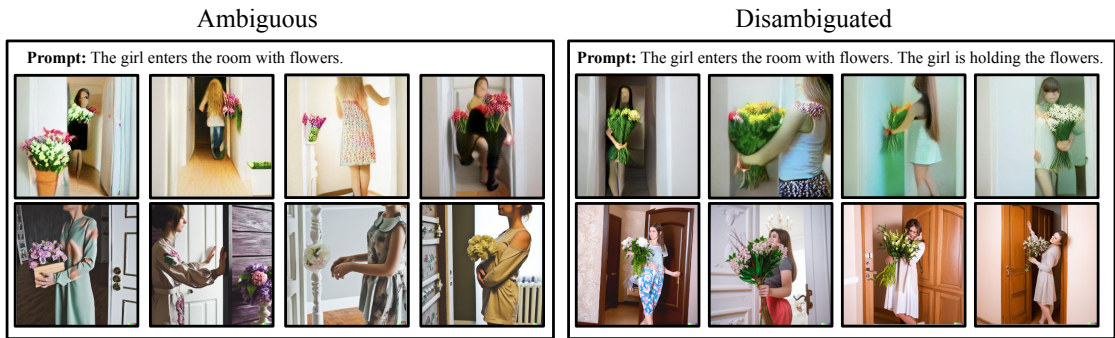 Ambiguous
Disambiguated
Prompt: The girl enters the room with flowers.
Prompt: The girl enters the room with flowers. The girl is holding the flowers.